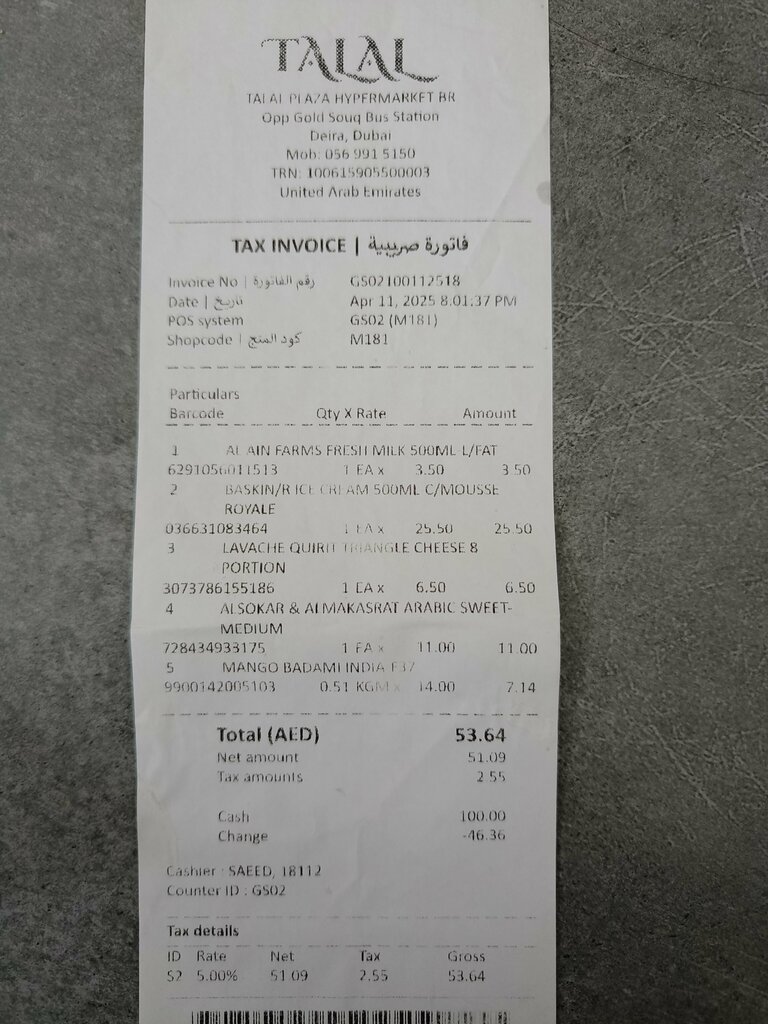 TALAL
TALAL PLAZA HYPERMARKET BR
Opp Gold Souq Bus Station
Deira, Dubai
Mob: 056 991 5150
TRN: 100615905500003
United Arab Emirates
TAX INVOICE | فاتورة ضريبية
Invoice No | رقم الفاتورة GS02100112518
Date | تاريخ Apr 11, 2025 8:01:37 PM
POS system GS02 (M181)
Shopcode | كود المنح M181
Particulars
Barcode Qty X Rate Amount
1 AL AIN FARMS FRESH MILK 500ML L/FAT
6291056011513 1 EA x 3.50 3.50
2 BASKIN/R ICE CREAM 500ML C/MOUSSE
ROYALE
036631083464 1 EA x 25.50 25.50
3 LAVACHE QUIRIT TRIANGLE CHEESE 8
PORTION
3073786155186 1 EA x 6.50 6.50
4 ALSOKAR & ALMAKASRAT ARABIC SWEET-
MEDIUM
728434933175 1 EA x 11.00 11.00
5 MANGO BADAMI INDIA F37
9900142005103 0.51 KGM x 14.00 7.14
Total (AED) 53.64
Net amount 51.09
Tax amounts 2.55
Cash 100.00
Change -46.36
Cashier : SAEED, 18112
Counter ID : GS02
Tax details
ID Rate Net Tax Gross
S2 5.00% 51.09 2.55 53.64